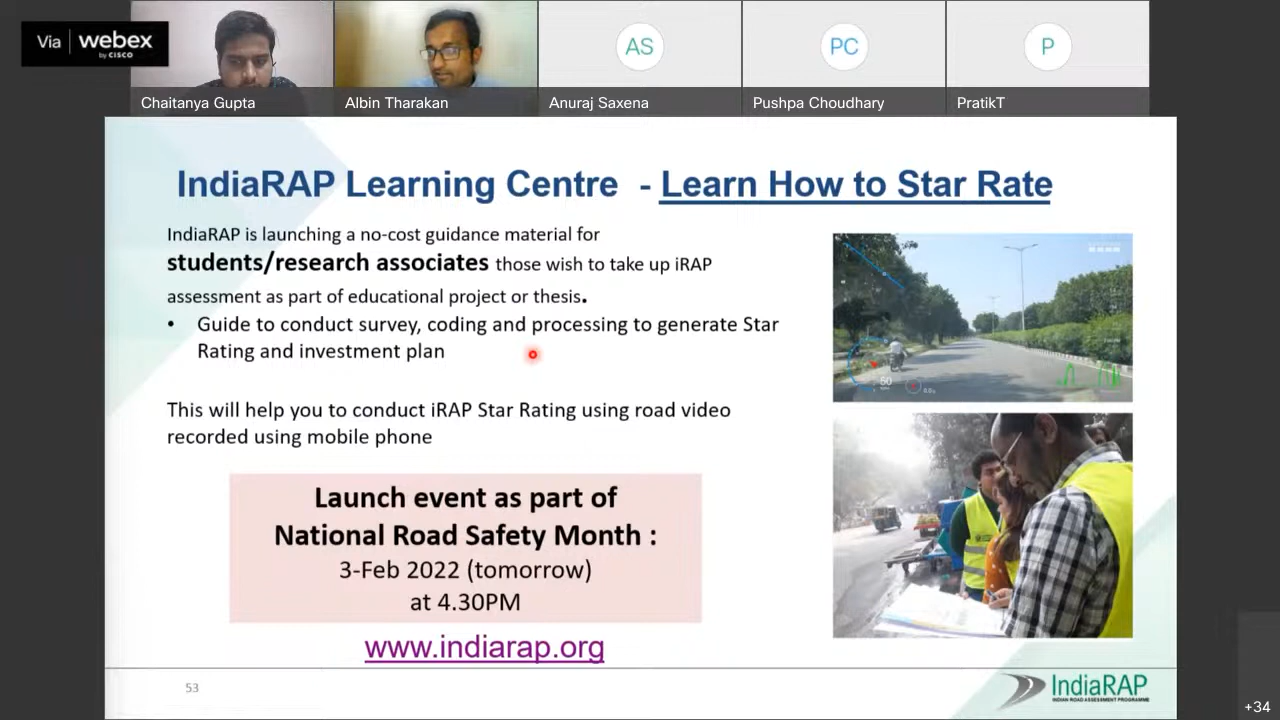 Via webex
by CISCO
AS
PC
P
Chaitanya Gupta
Albin Tharakan
Anuraj Saxena
Pushpa Choudhary
PratikT
IndiaRAP Learning Centre - Learn How to Star Rate
IndiaRAP is launching a no-cost guidance material for
students/research associates those wish to take up iRAP
assessment as part of educational project or thesis.
• Guide to conduct survey, coding and processing to generate Star
Rating and investment plan
This will help you to conduct iRAP Star Rating using road video
recorded using mobile phone
Launch event as part of
National Road Safety Month :
3-Feb 2022 (tomorrow)
at 4.30PM
www.indiarap.org
53
IndiaRAP
INDIAN ROAD ASSESSMENT PROGRAMME
+34